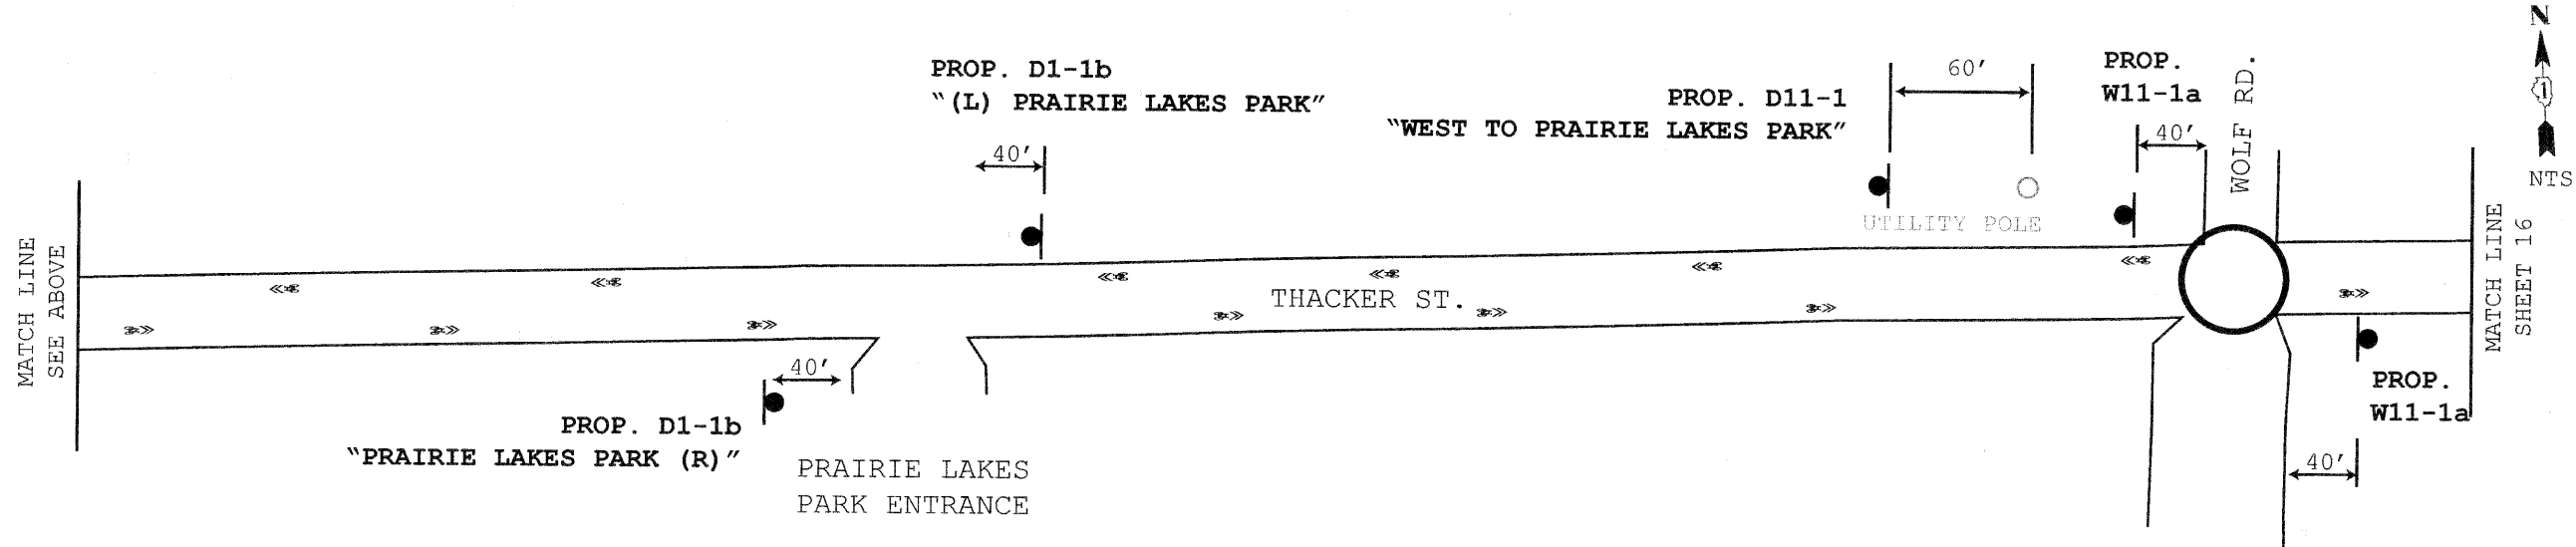 PROP. D1-1b
“(L) PRAIRIE LAKES PARK”
40'
PROP. D11-1
“WEST TO PRAIRIE LAKES PARK”
60'
PROP.
W11-1a
40'
WOLF RD.
N
1
NTS
UTILITY POLE
MATCH LINE
SEE ABOVE
THACKER ST.
MATCH LINE
SHEET 16
40'
PROP. D1-1b
“PRAIRIE LAKES PARK (R)”
PRAIRIE LAKES
PARK ENTRANCE
PROP.
W11-1a
40'